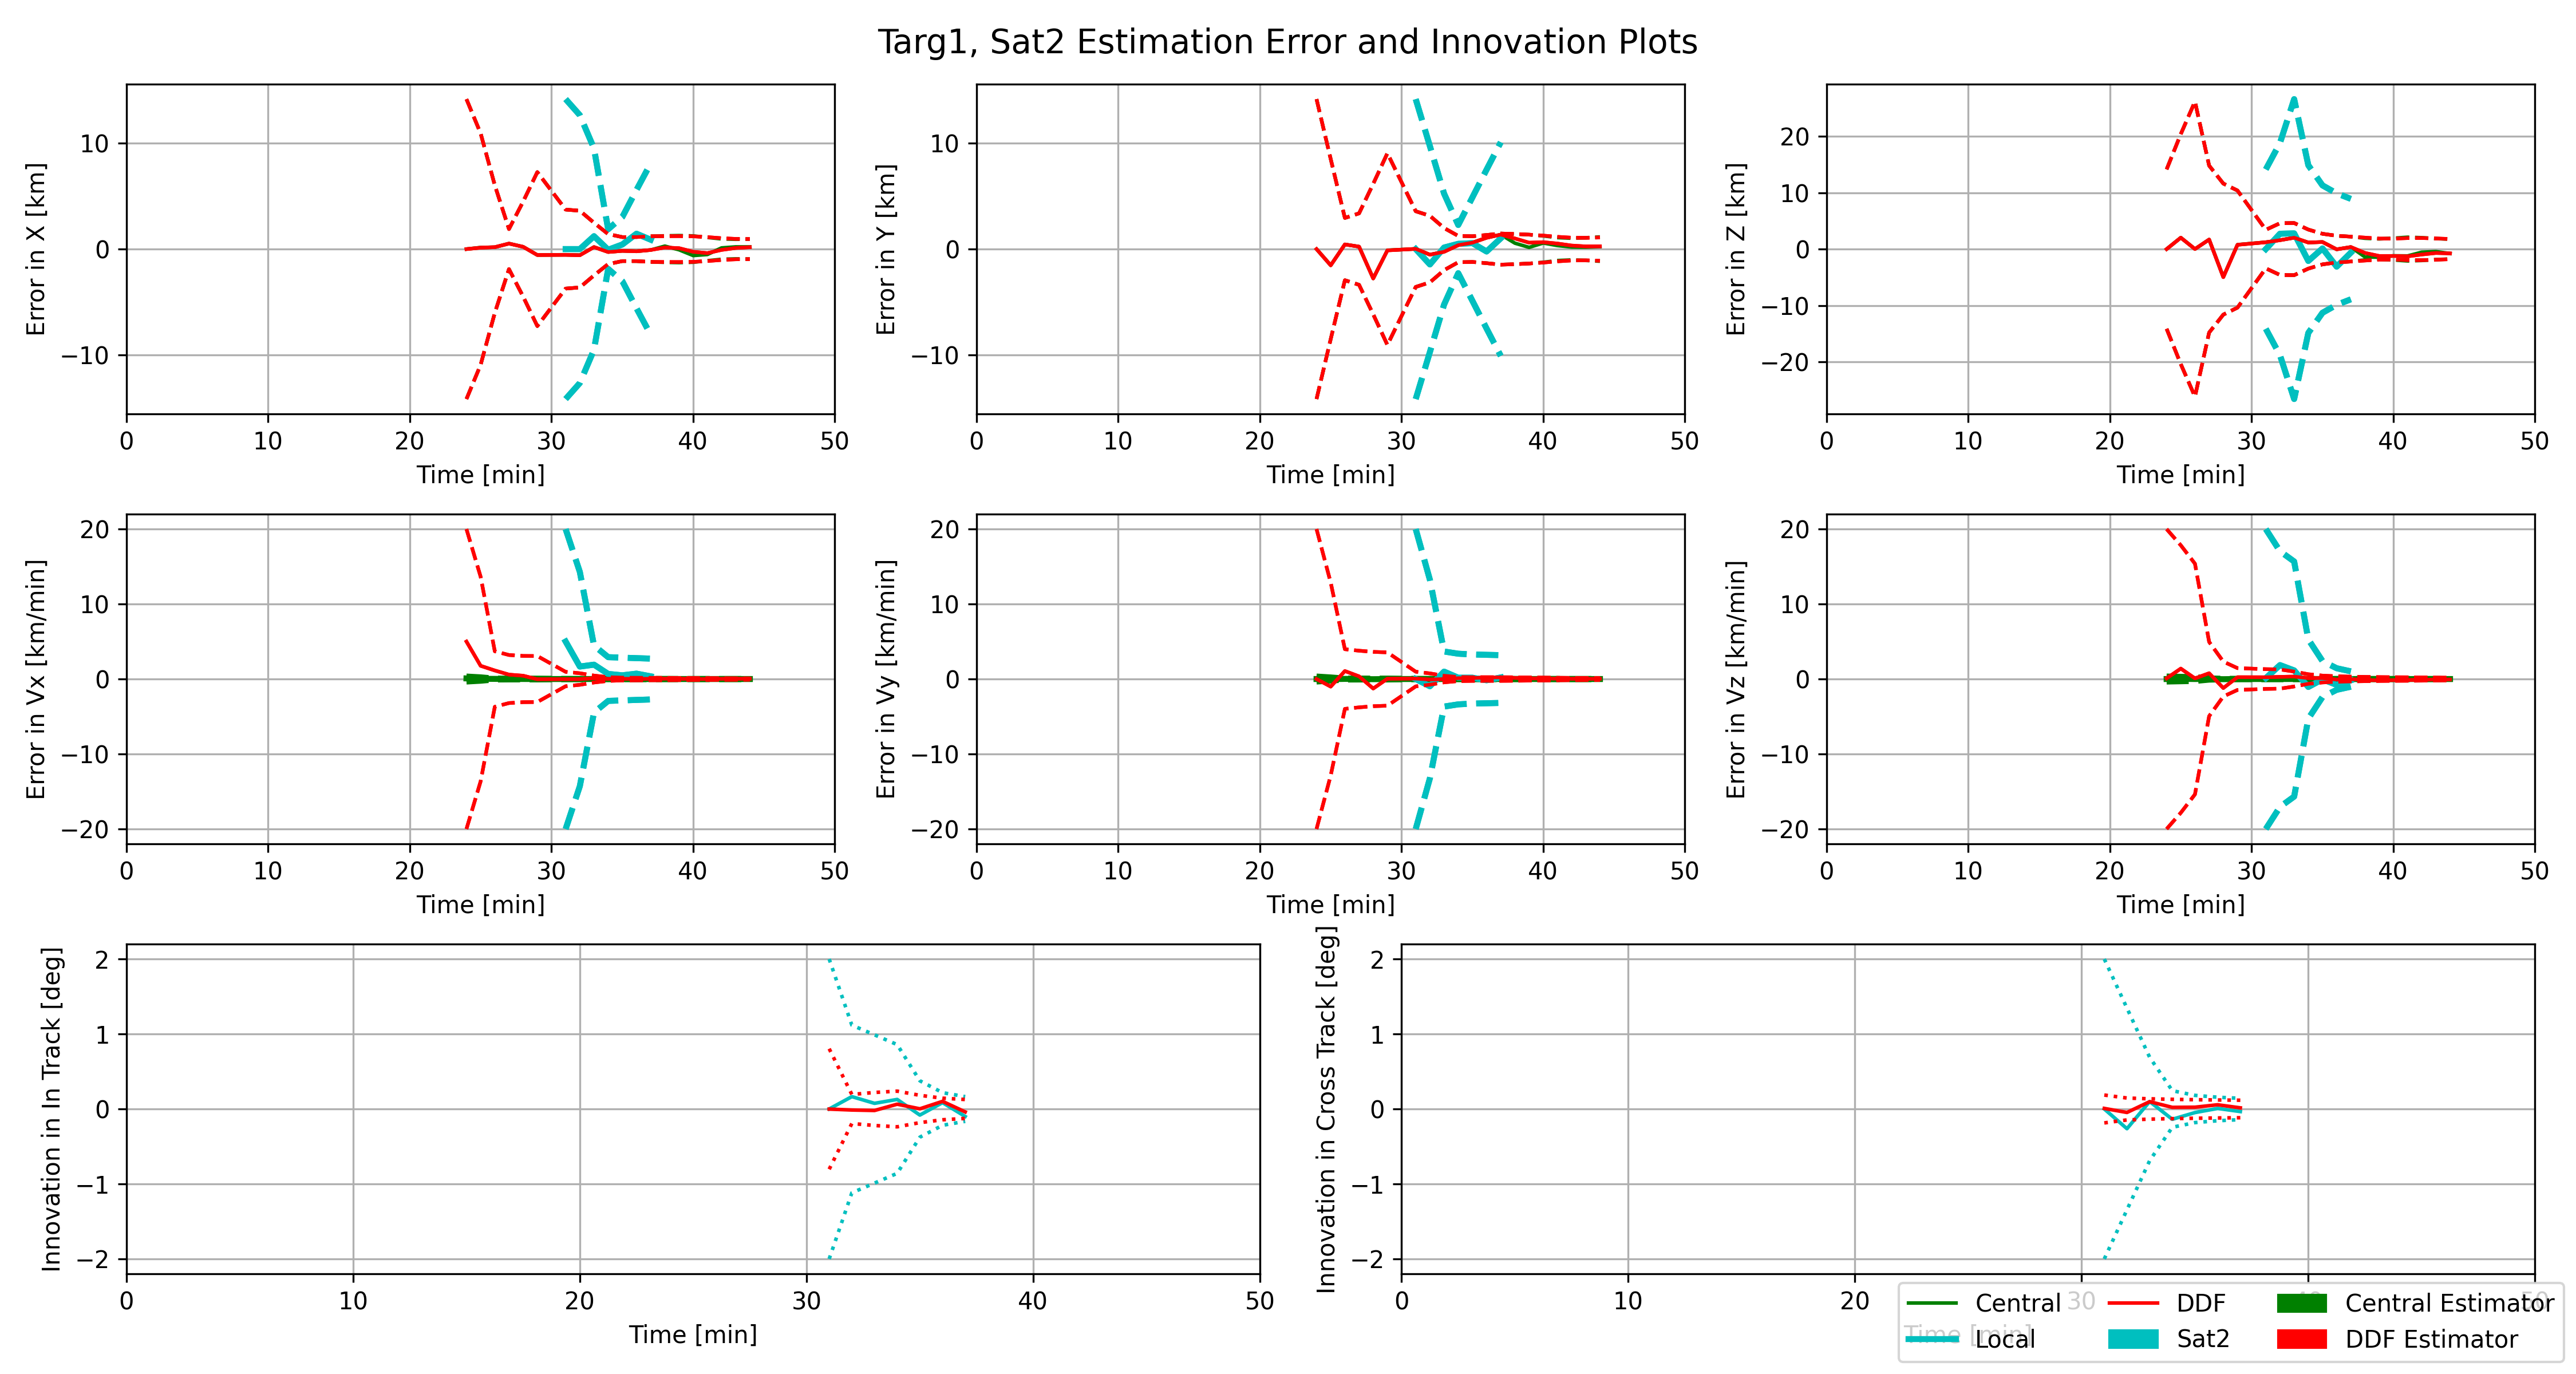 Targ1, Sat2 Estimation Error and Innovation Plots
Error in X [km]
10
0
−10
0 10 20 30 40 50
Time [min]
Error in Y [km]
10
0
−10
0 10 20 30 40 50
Time [min]
Error in Z [km]
20
10
0
−10
−20
0 10 20 30 40 50
Time [min]
Error in Vx [km/min]
20
10
0
−10
−20
0 10 20 30 40 50
Time [min]
Error in Vy [km/min]
20
10
0
−10
−20
0 10 20 30 40 50
Time [min]
Error in Vz [km/min]
20
10
0
−10
−20
0 10 20 30 40 50
Time [min]
Innovation in In Track [deg]
2
1
0
−1
−2
0 10 20 30 40 50
Time [min]
Innovation in Cross Track [deg]
2
1
0
−1
−2
0 10 20 30 40 50
Time [min]
Central DDF Central Estimator
Local Sat2 DDF Estimator